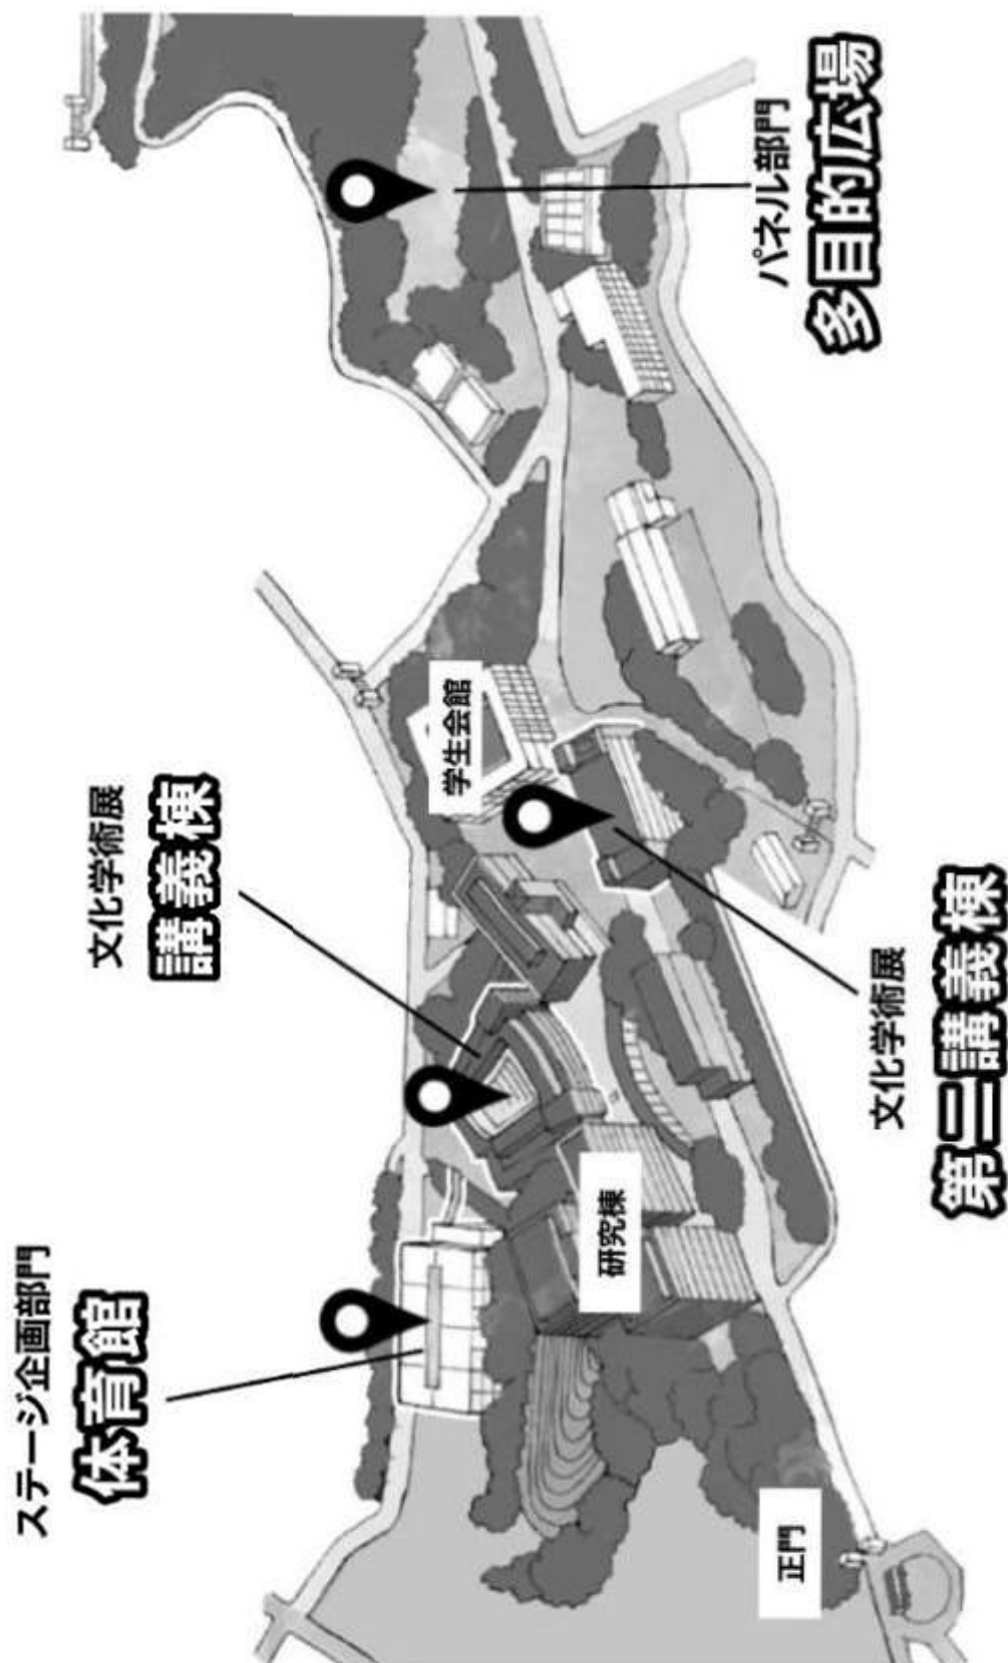 ステージ企画部門
体育館
文化学術展
講義棟
パネル部門
多目的広場
学生会館
研究棟
正門
文化学術展
第二講義棟